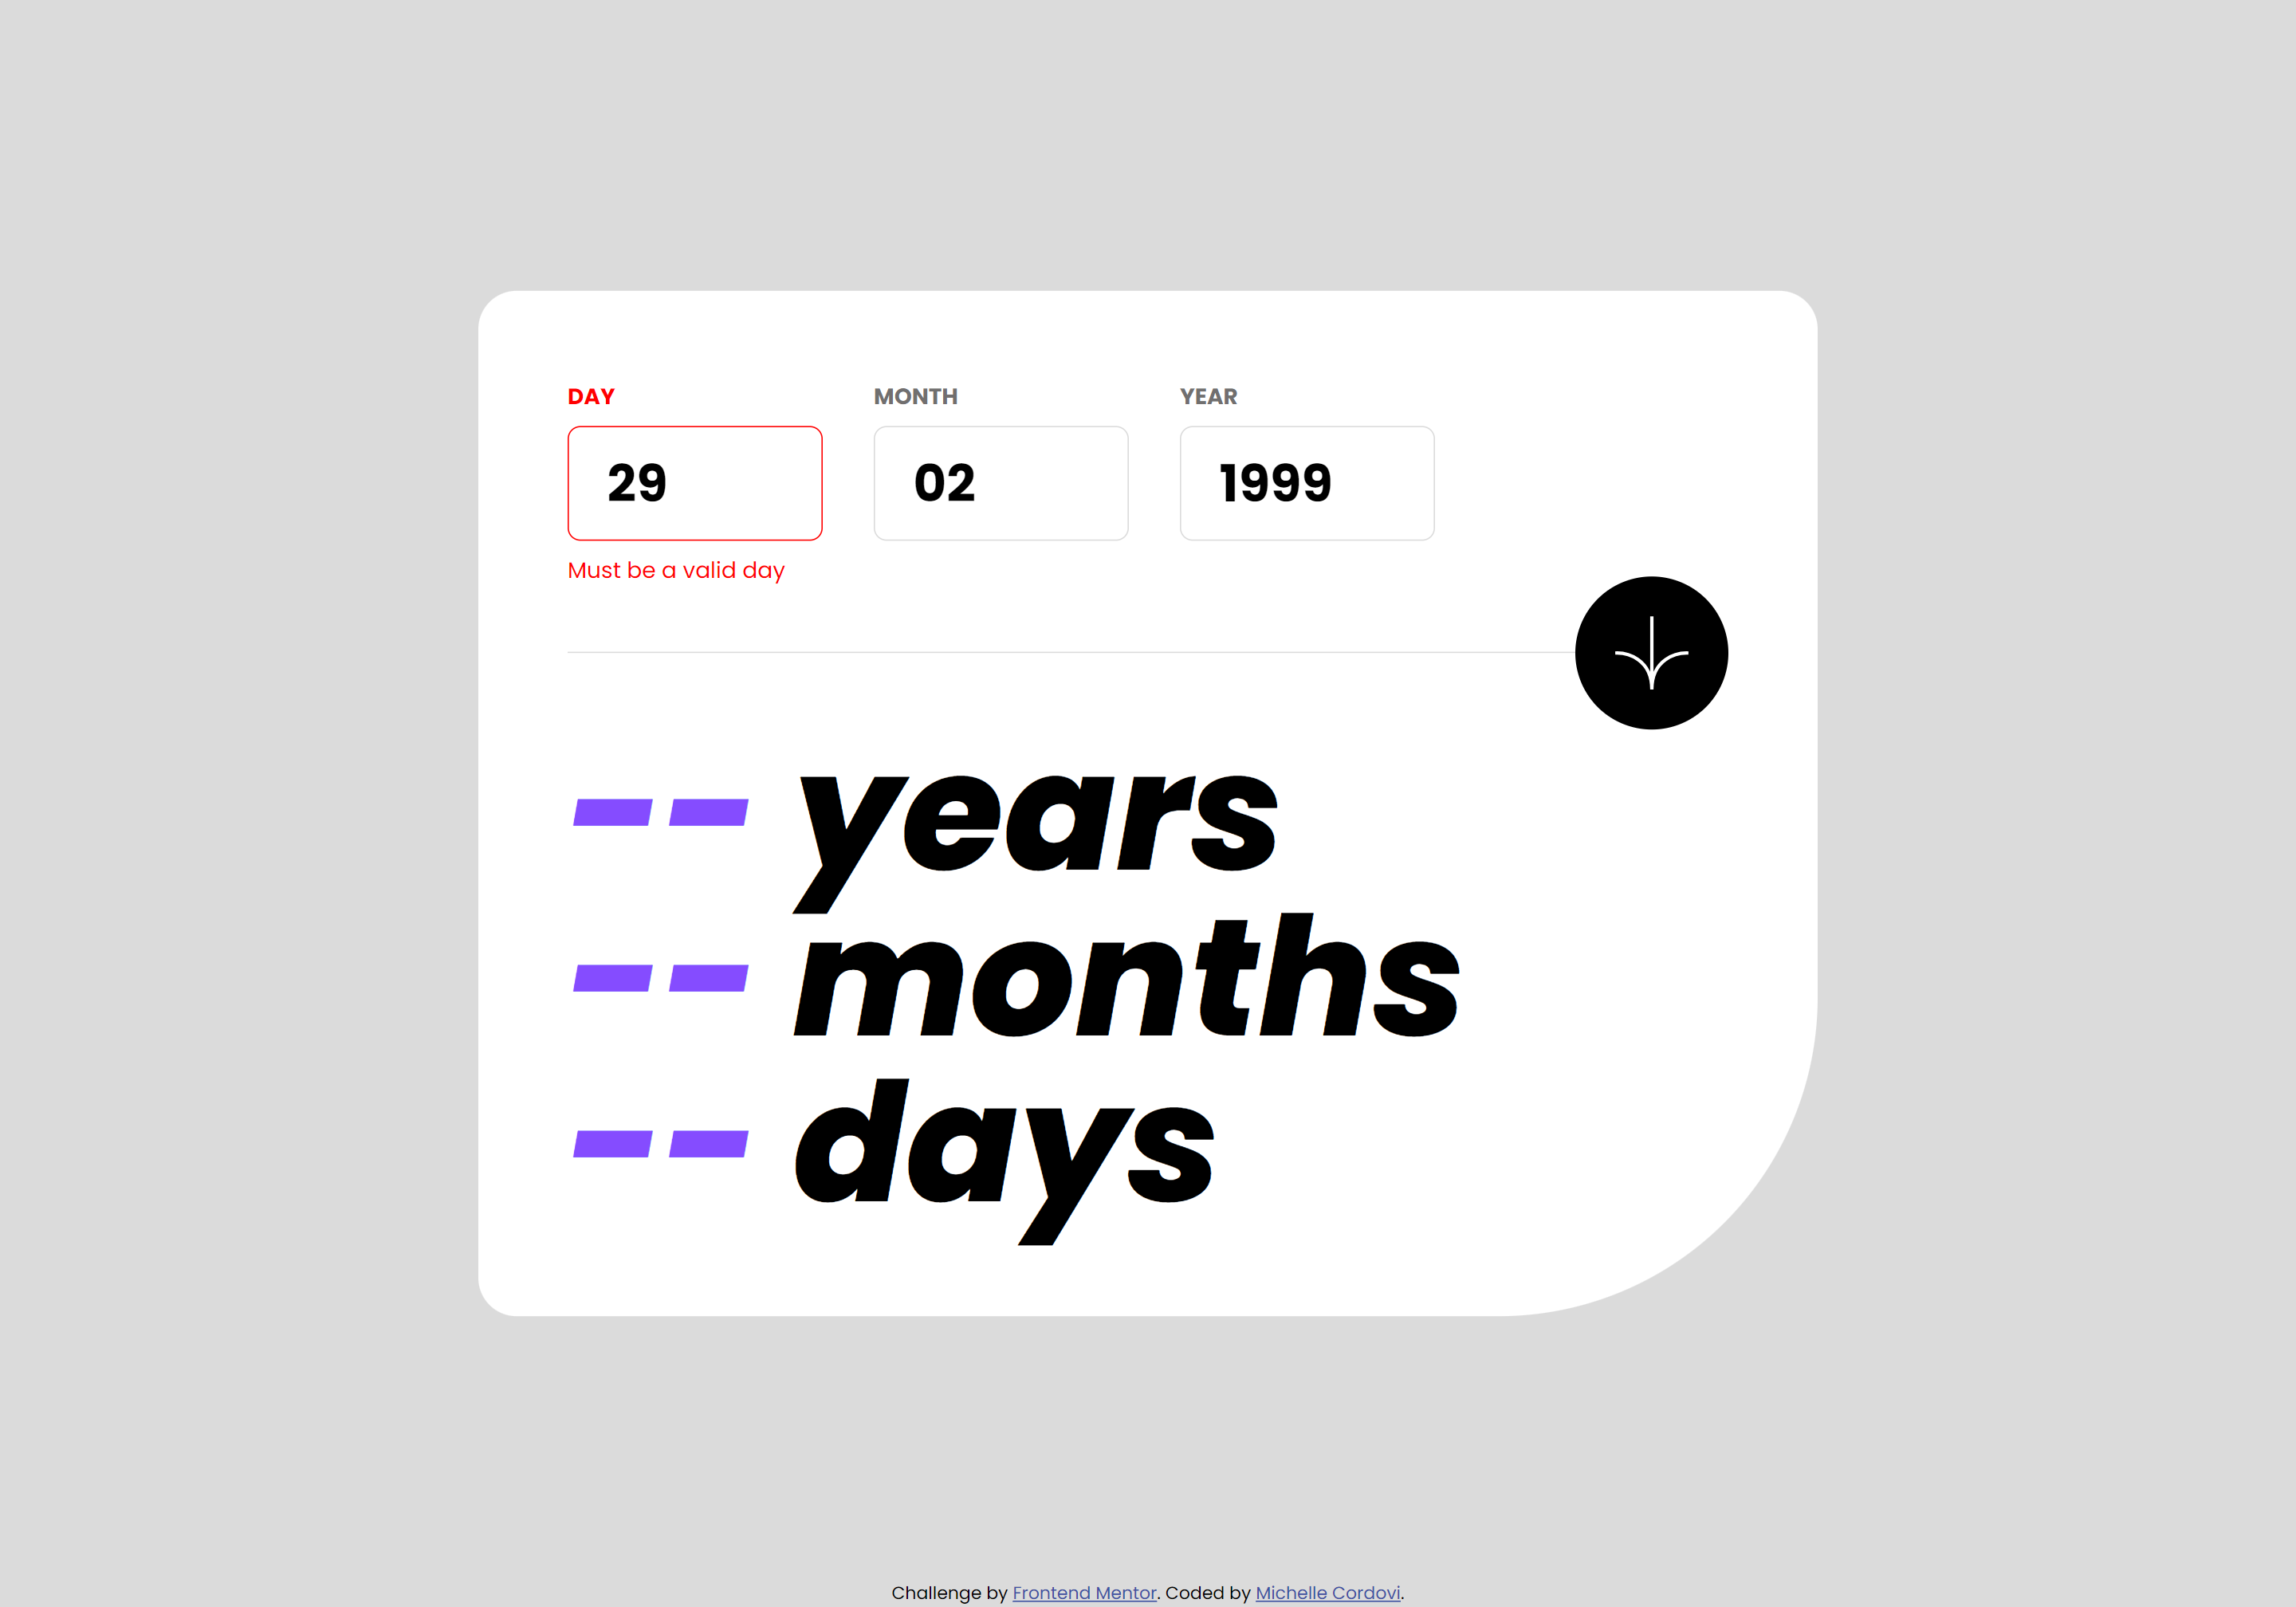 DAY MONTH YEAR
29 02 1999
Must be a valid day
-- years
-- months
-- days
Challenge by Frontend Mentor. Coded by Michelle Cordovi.